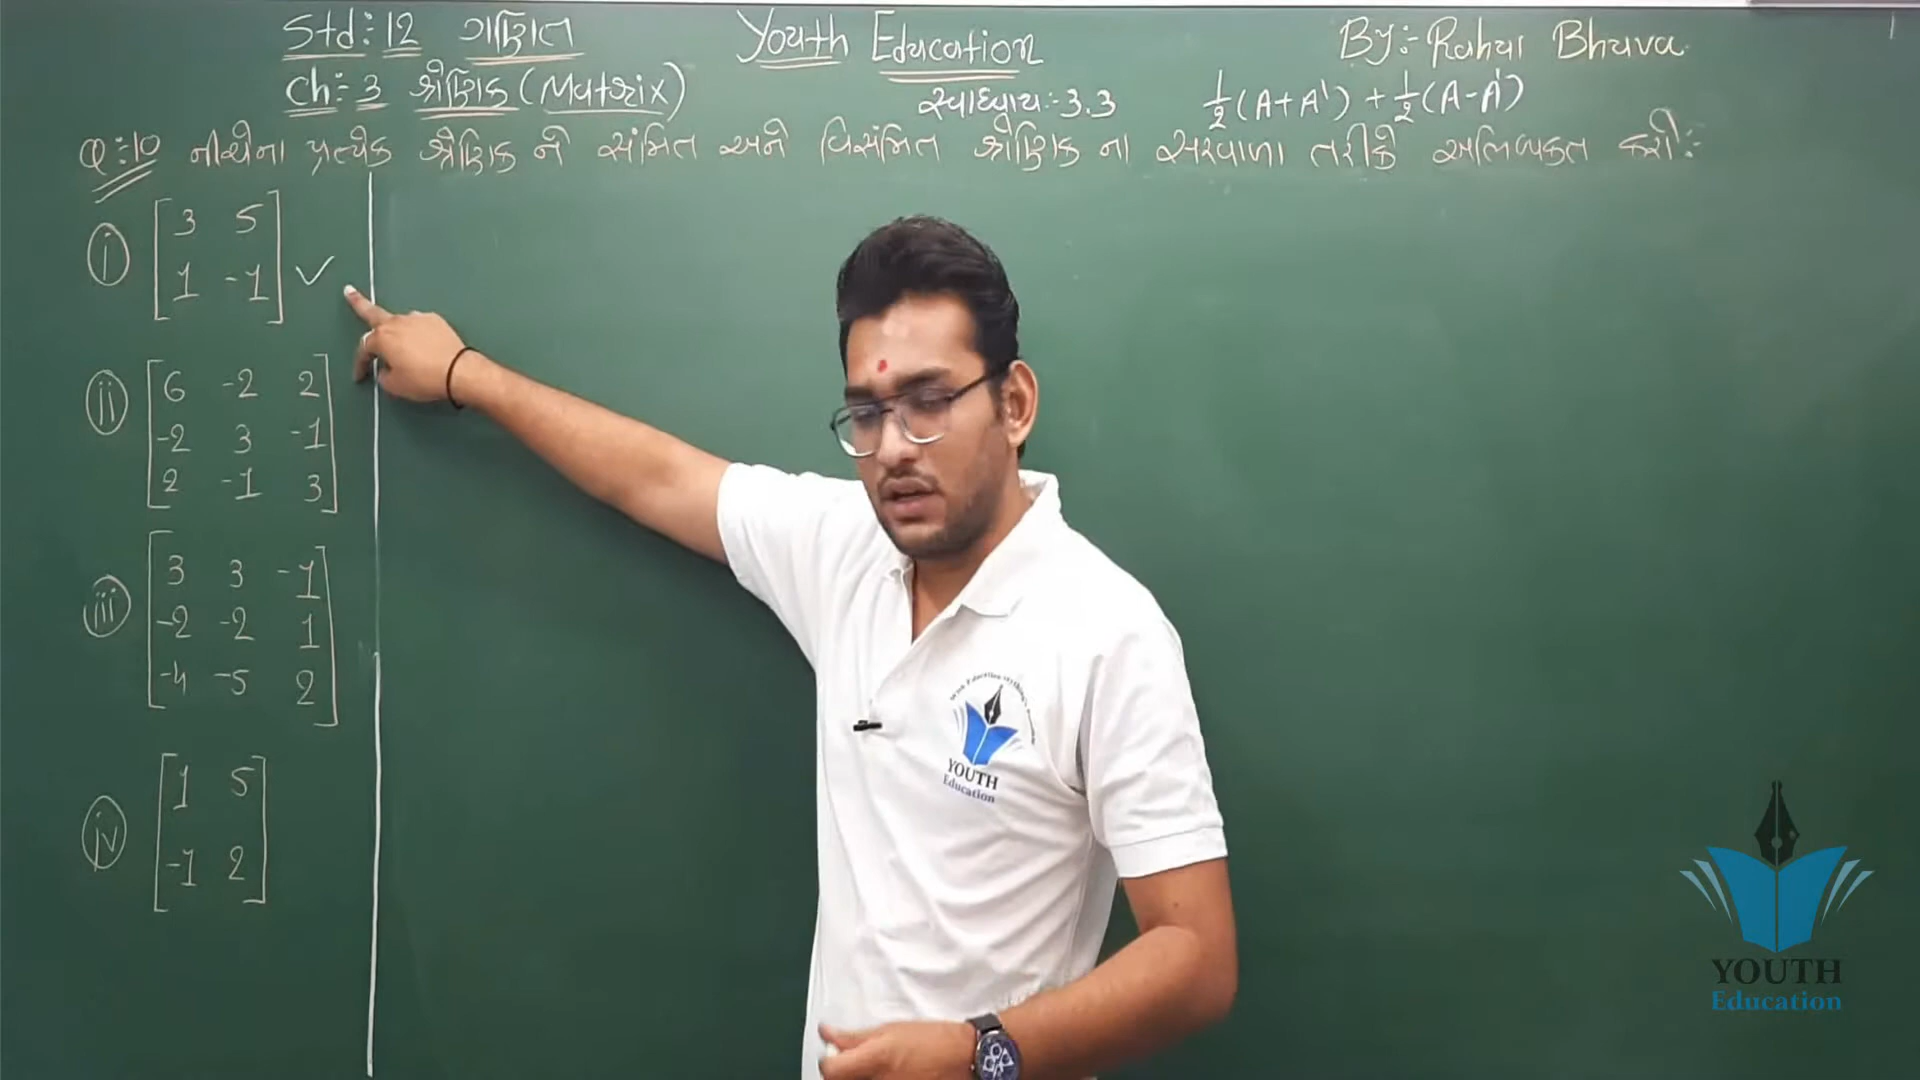 Std:- 12 ગણિત
Youth Education
By:- Rahul Bhuva
Ch:- 3 શ્રેણિક (Matrix)
સ્વાધ્યાય:-3.3
1/2 (A+A') + 1/2 (A-A')
Q:10 નીચેના પ્રત્યેક શ્રેણિક ને સંમિત અને વિસંમિત શ્રેણિક ના સરવાળા તરીકે અભિવ્યક્ત કરો:-
i [3 5
1 -1] ✓
ii [6 -2 2
-2 3 -1
2 -1 3]
iii [3 3 -1
-2 -2 1
-4 -5 2]
iv [1 5
-1 2]
YOUTH
Education
YOUTH
Education